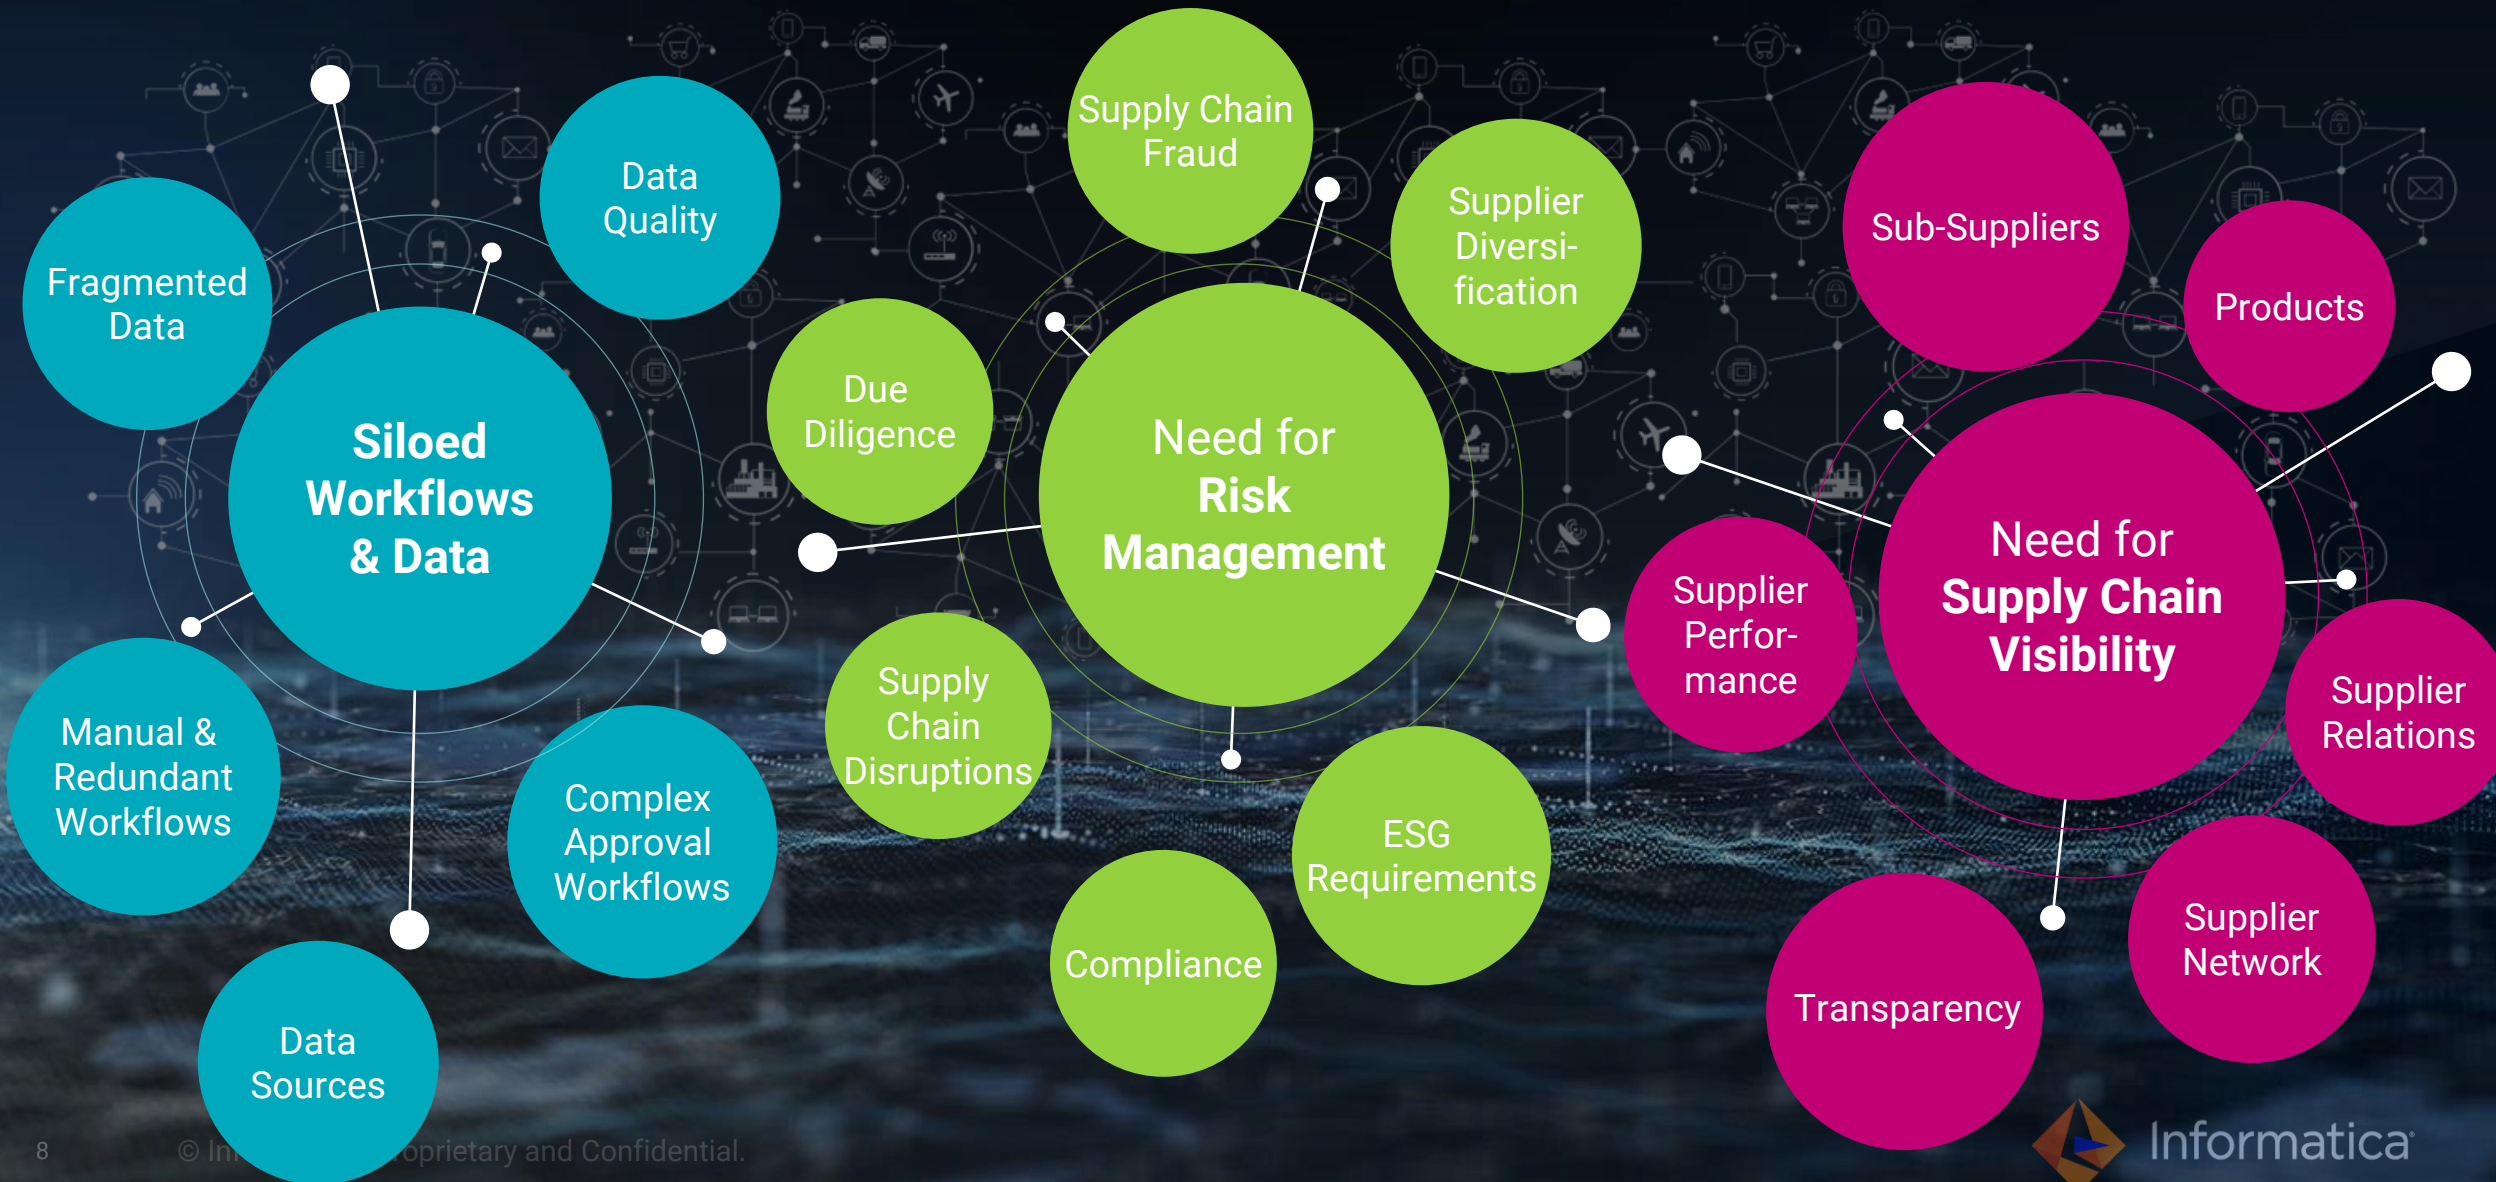 Fragmented
Data
Data
Quality
Siloed
Workflows
& Data
Manual &
Redundant
Workflows
Complex
Approval
Workflows
Data
Sources
Supply Chain
Fraud
Supplier
Diversi-
fication
Due
Diligence
Need for
Risk
Management
Supply
Chain
Disruptions
ESG
Requirements
Compliance
Sub-Suppliers
Products
Need for
Supply Chain
Visibility
Supplier
Perfor-
mance
Supplier
Relations
Supplier
Network
Transparency
8
© In oprietary and Confidential.
Informatica